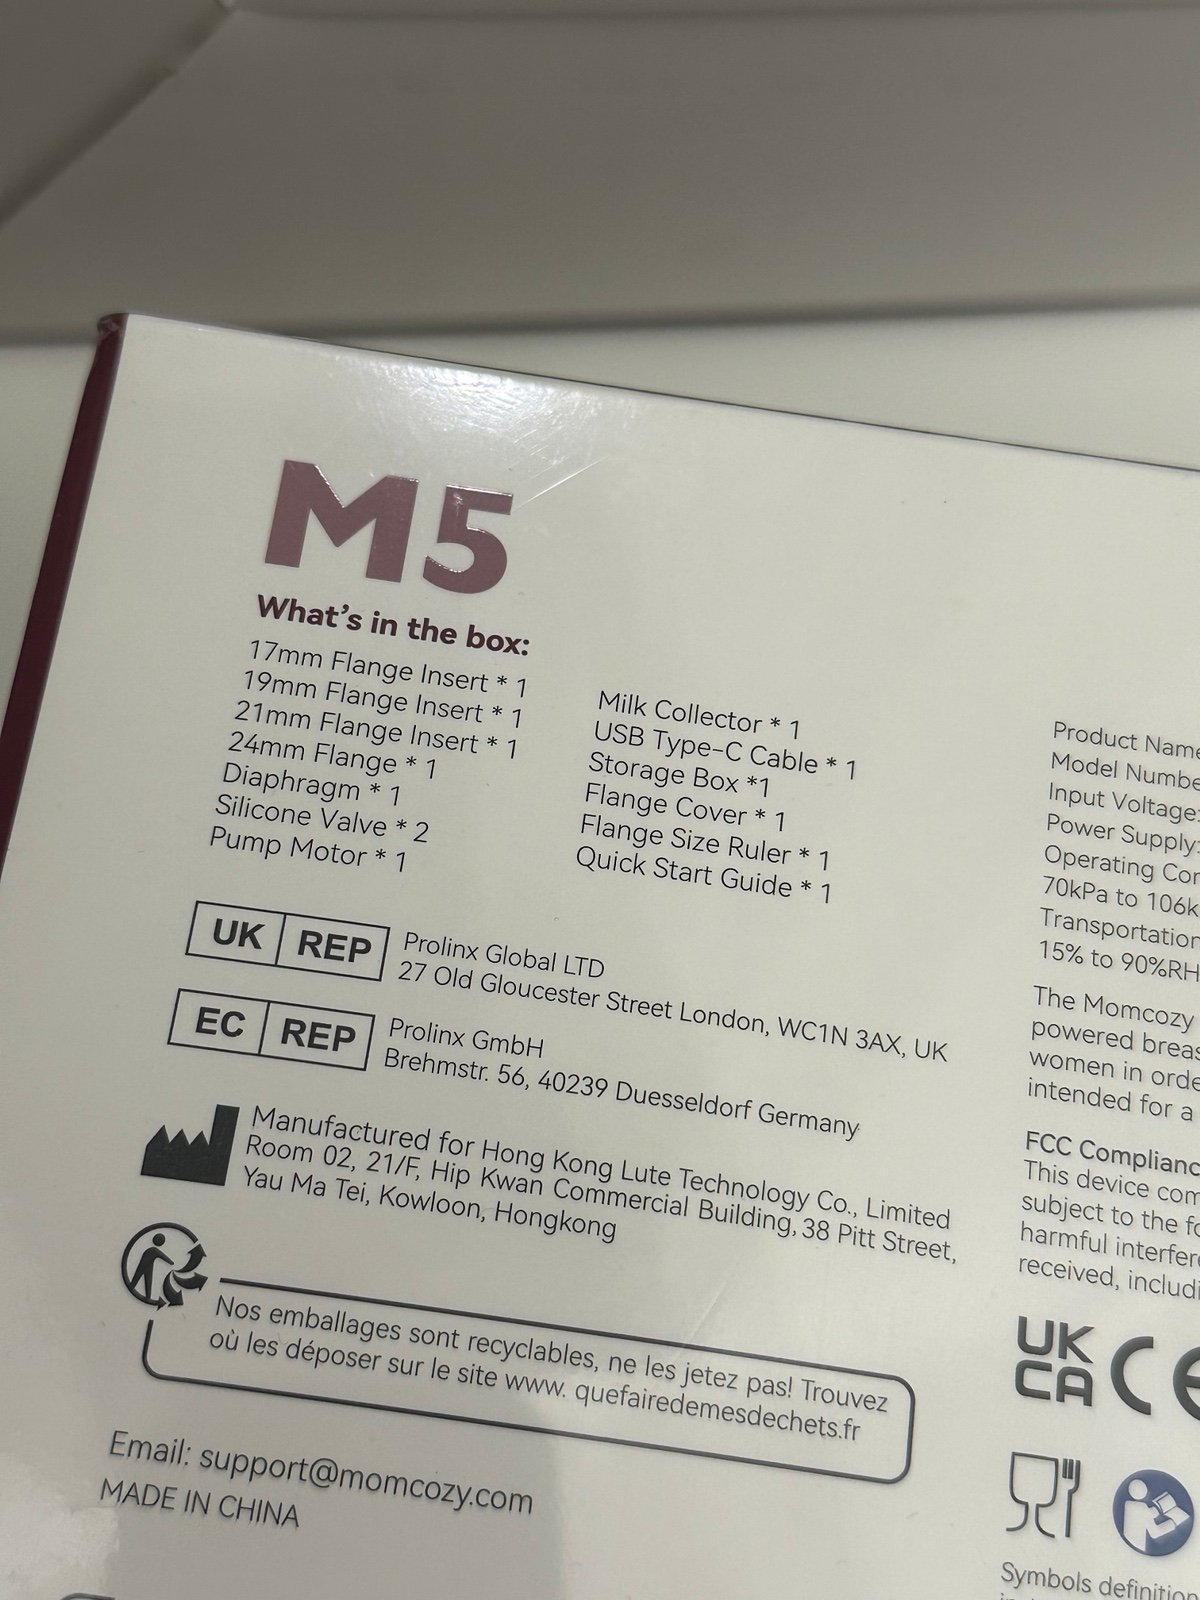 M5
What's in the box:
17mm Flange Insert * 1
19mm Flange Insert * 1
21mm Flange Insert * 1
24mm Flange * 1
Diaphragm * 1
Silicone Valve * 2
Pump Motor * 1
Milk Collector * 1
USB Type-C Cable * 1
Storage Box *1
Flange Cover * 1
Flange Size Ruler * 1
Quick Start Guide * 1
UK REP
Prolinx Global LTD
27 Old Gloucester Street London, WC1N 3AX, UK
EC REP
Prolinx GmbH
Brehmstr. 56, 40239 Duesseldorf Germany
Manufactured for Hong Kong Lute Technology Co., Limited
Room 02, 21/F, Hip Kwan Commercial Building, 38 Pitt Street,
Yau Ma Tei, Kowloon, Hongkong
Nos emballages sont recyclables, ne les jetez pas! Trouvez
où les déposer sur le site www. quefairedemesdechets.fr
Email: support@momcozy.com
MADE IN CHINA
Product
Input Voltage:
Power Supply:
Operating
70kPa to
15% to 90%RH
The Momcozy
powered
women in
intended for a
FCC
This device
subject to the
harmful
received,
UK
CA
CE
Symbols